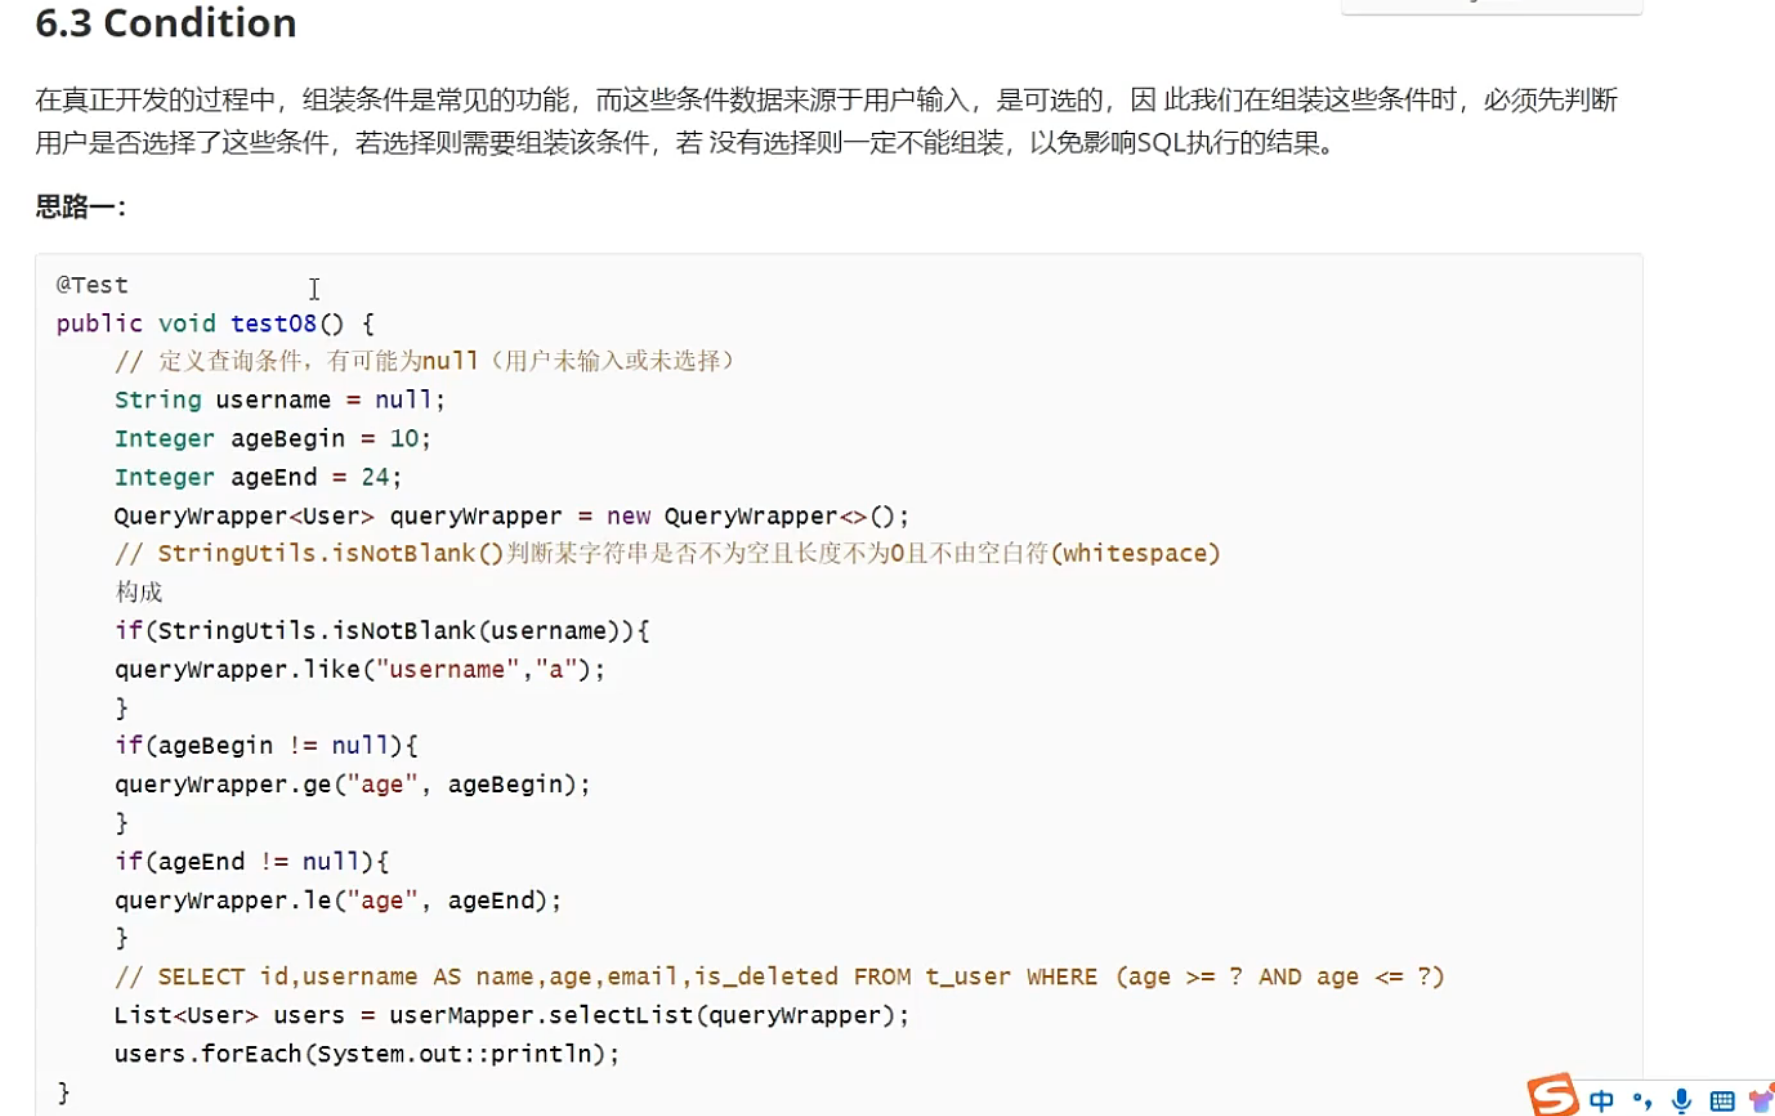 6.3 Condition
在真正开发的过程中，组装条件是常见的功能，而这些条件数据来源于用户输入，是可选的，因 此我们在组装这些条件时，必须先判断
用户是否选择了这些条件，若选择则需要组装该条件，若 没有选择则一定不能组装，以免影响SQL执行的结果。
思路一：
@Test
public void test08() {
// 定义查询条件，有可能为null（用户未输入或未选择）
String username = null;
Integer ageBegin = 10;
Integer ageEnd = 24;
QueryWrapper<User> queryWrapper = new QueryWrapper<>();
// StringUtils.isNotBlank()判断某字符串是否不为空且长度不为0且不由空白符(whitespace)
构成
if(StringUtils.isNotBlank(username)){
queryWrapper.like("username","a");
}
if(ageBegin != null){
queryWrapper.ge("age", ageBegin);
}
if(ageEnd != null){
queryWrapper.le("age", ageEnd);
}
// SELECT id,username AS name,age,email,is_deleted FROM t_user WHERE (age >= ? AND age <= ?)
List<User> users = userMapper.selectList(queryWrapper);
users.forEach(System.out::println);
}
中